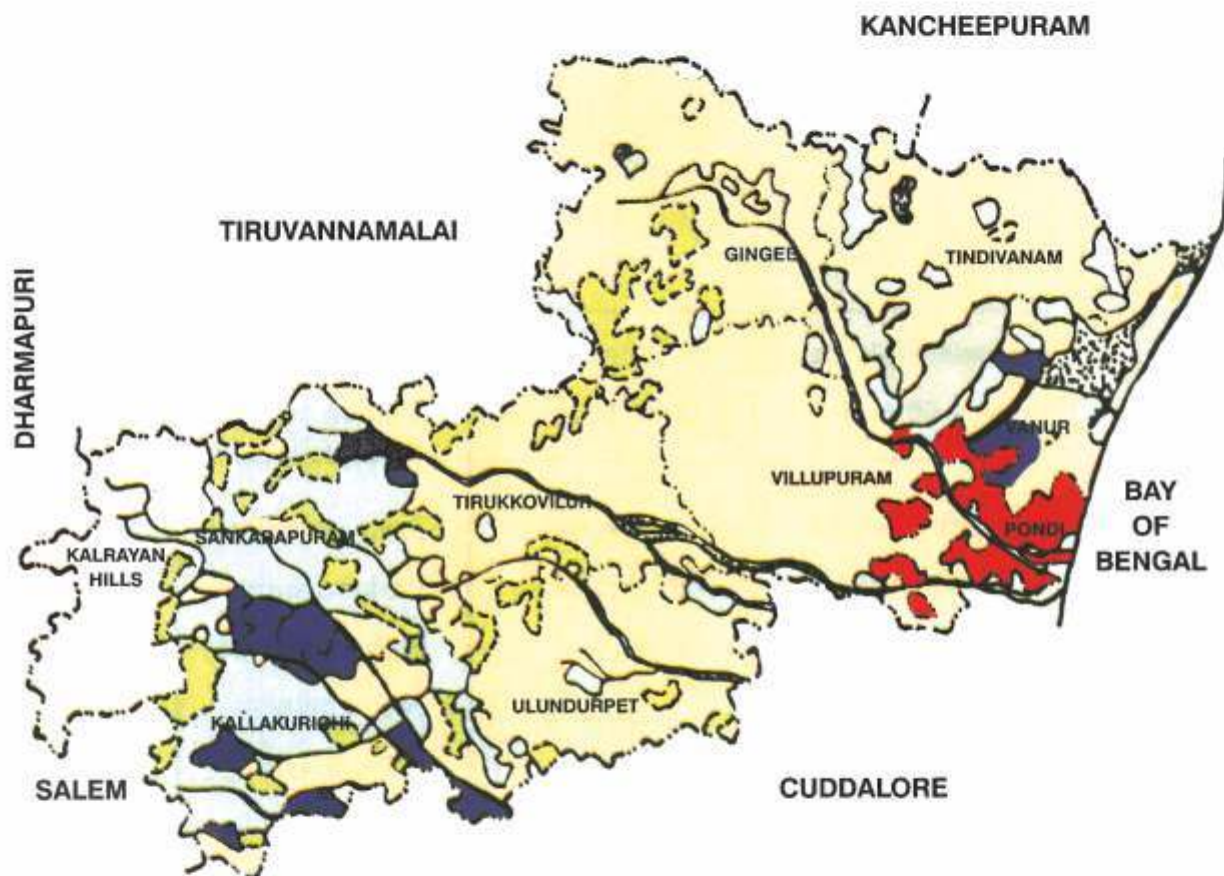 KANCHEEPURAM
TIRUVANNAMALAI
GINGEE
TINDIVANAM
DHARMAPURI
VANUR
VILLUPURAM
BAY
OF
BENGAL
TIRUKKOVILUR
PONDI
SANKARAPURAM
KALRAYAN
HILLS
ULUNDURPET
KALLAKURICHI
SALEM
CUDDALORE